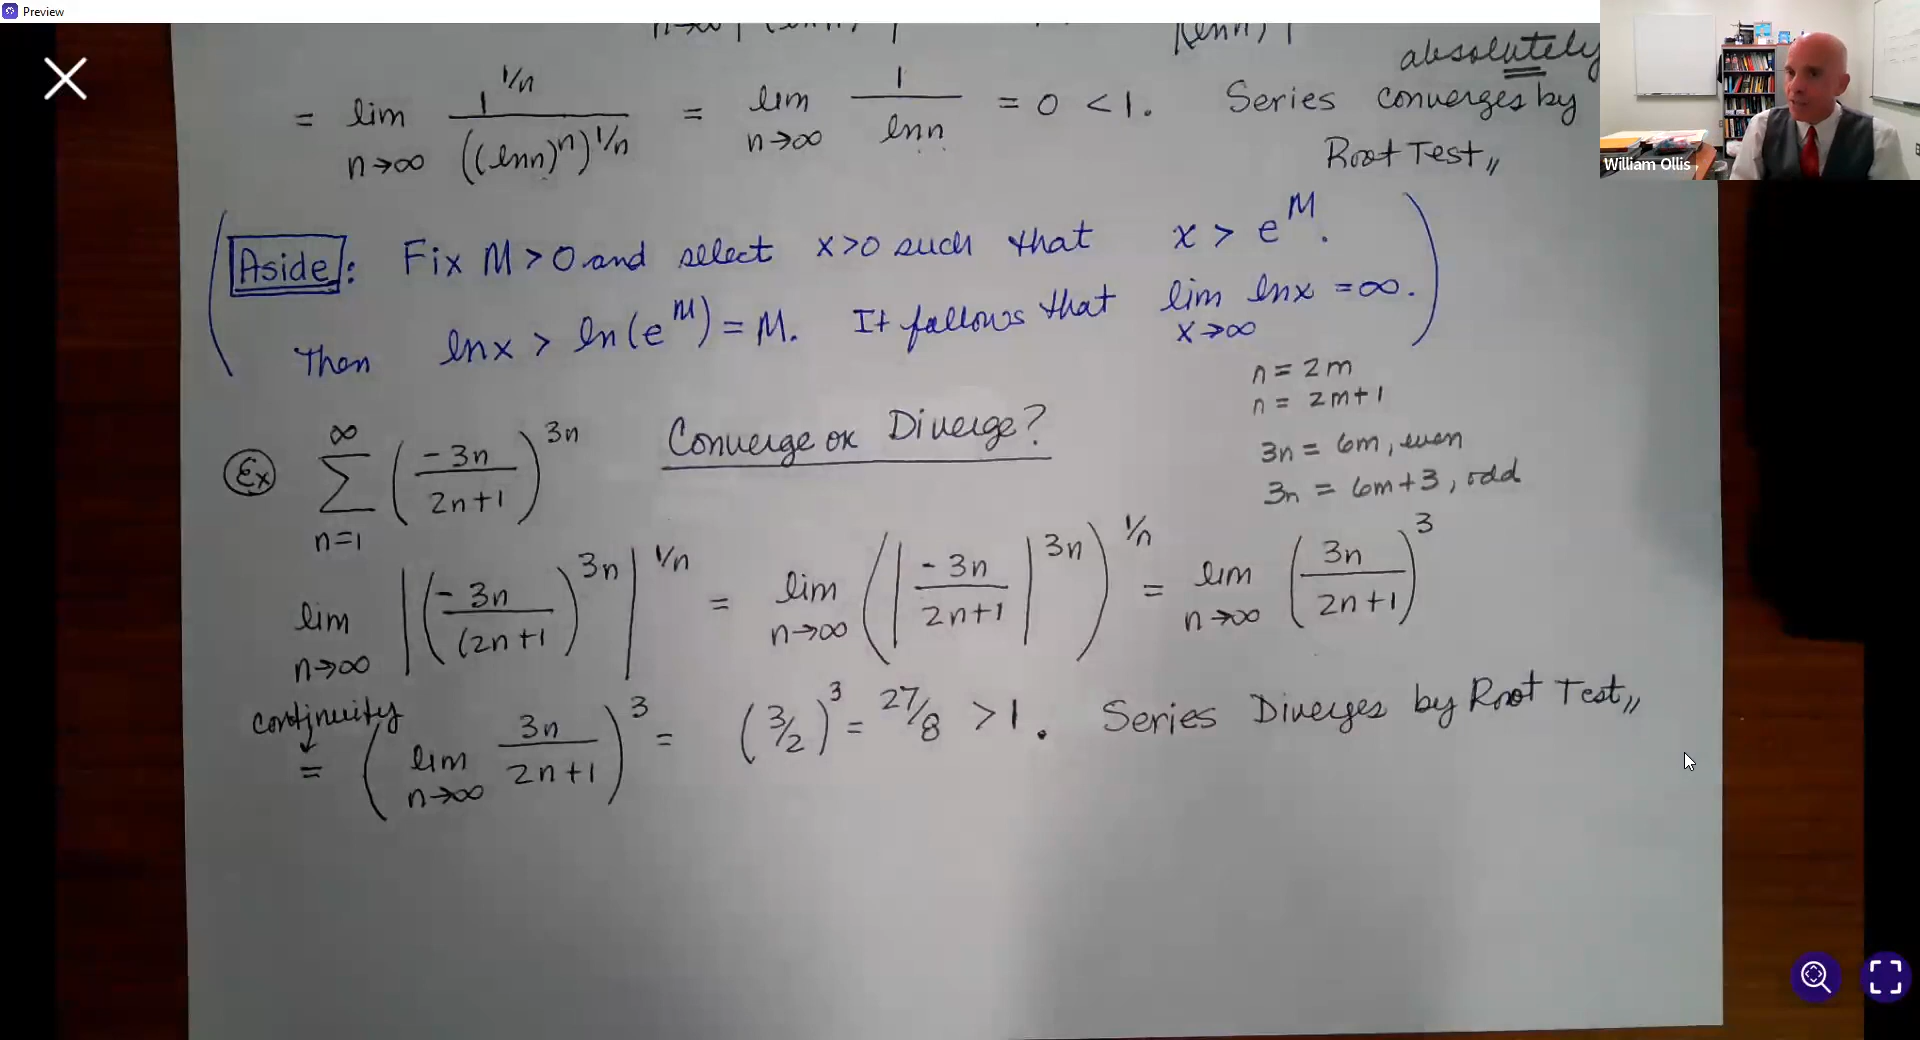 Preview
absolutely
= lim n→∞ 1^(1/n) / ((ln n)^n)^(1/n) = lim n→∞ 1 / ln n = 0 < 1. Series converges by
Root Test,,
William Ollis
Aside: Fix M > 0 and select x > 0 such that x > e^M.
Then ln x > ln(e^M) = M. It follows that lim x→∞ ln x = ∞.
n = 2m
n = 2m+1
3n = 6m, even
3n = 6m+3, odd
Ex ∑ n=1 ∞ (-3n / 2n+1)^3n Converge or Diverge?
lim n→∞ |(-3n / (2n+1)^3n|^1/n = lim n→∞ (|-3n / 2n+1|^3n)^1/n = lim n→∞ (3n / 2n+1)^3
continuity
= (lim n→∞ 3n / 2n+1)^3 = (3/2)^3 = 27/8 > 1. Series Diverges by Root Test,,